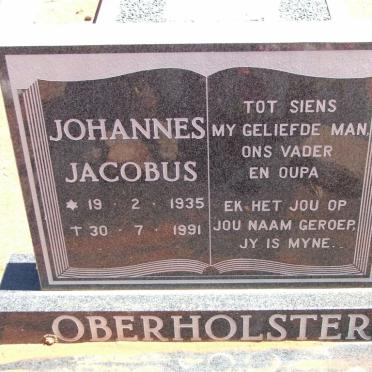 JOHANNES
JACOBUS
✡ 19 · 2 · 1935
† 30 · 7 · 1991
TOT SIENS
MY GELIEFDE MAN,
ONS VADER
EN OUPA
EK HET JOU OP
JOU NAAM GEROEP,
JY IS MYNE..
OBERHOLSTER